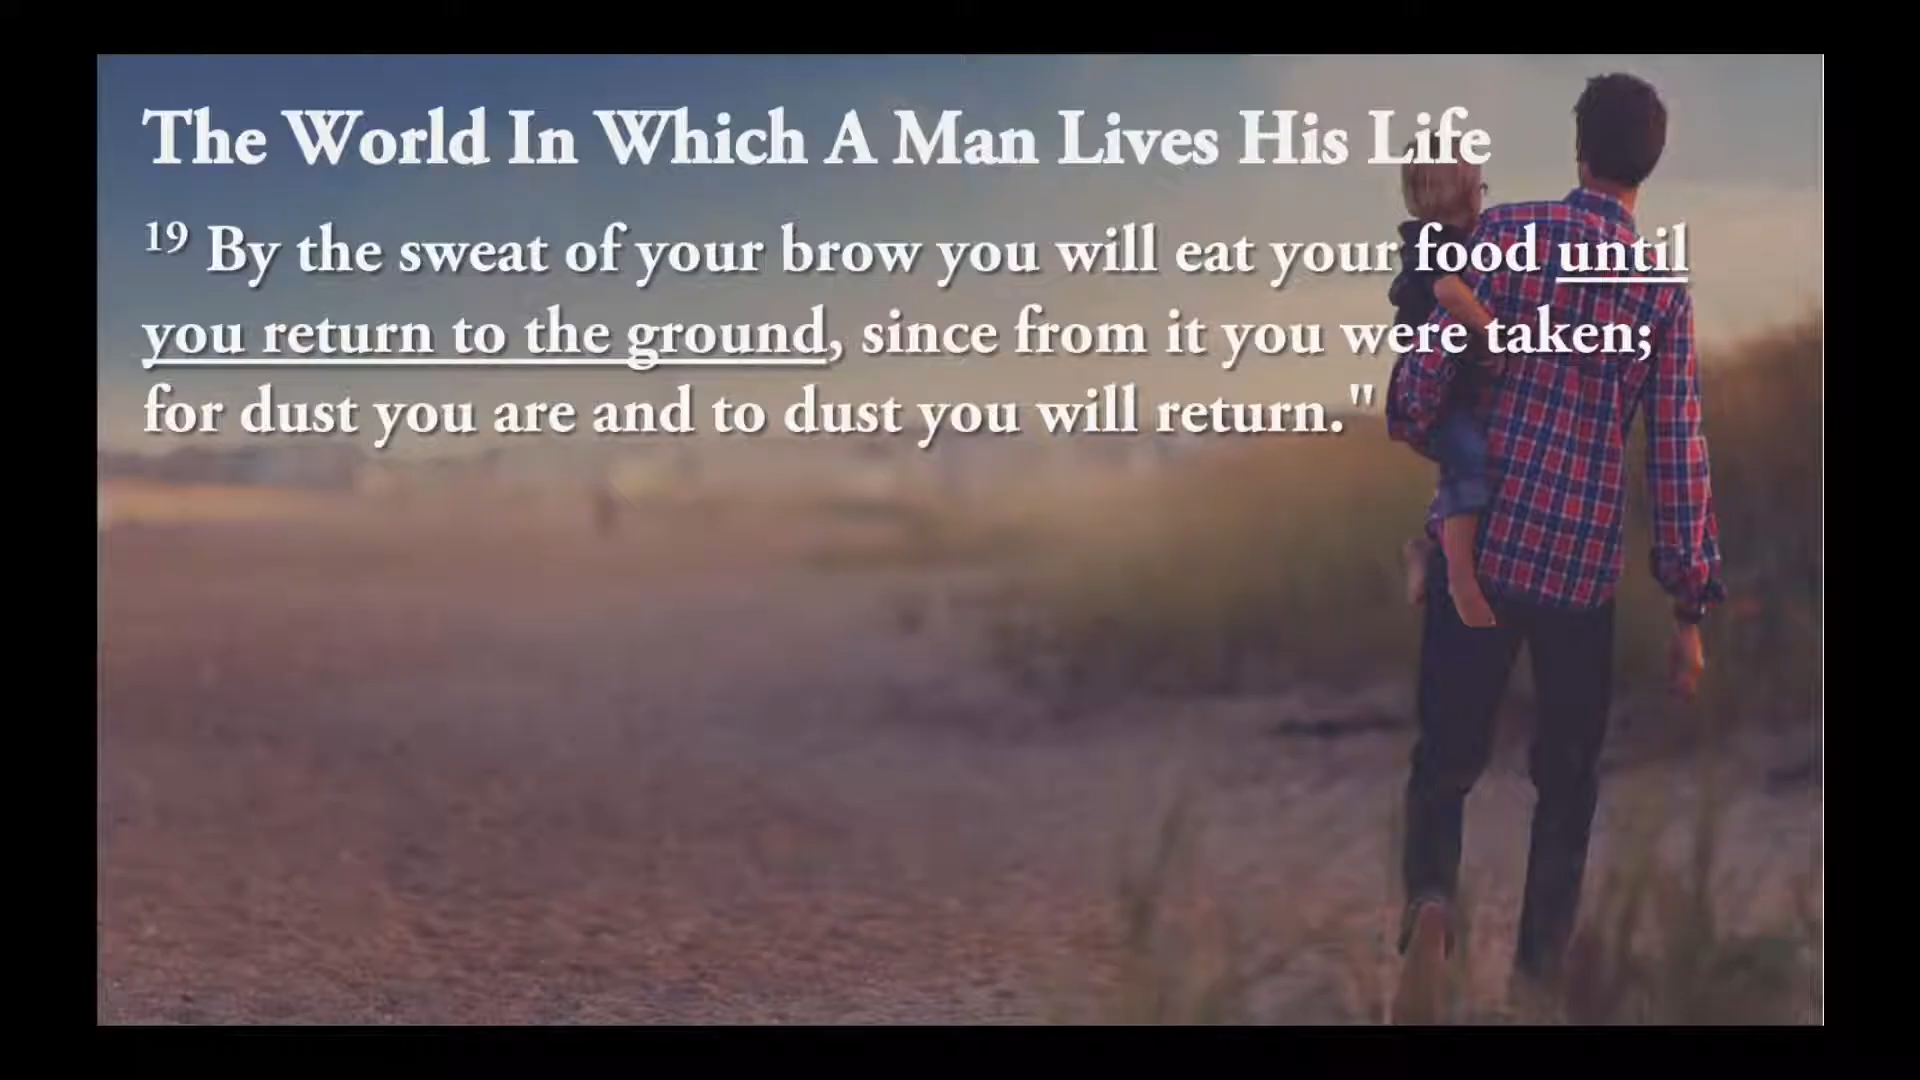 The World In Which A Man Lives His Life
19 By the sweat of your brow you will eat your food until
you return to the ground, since from it you were taken;
for dust you are and to dust you will return."